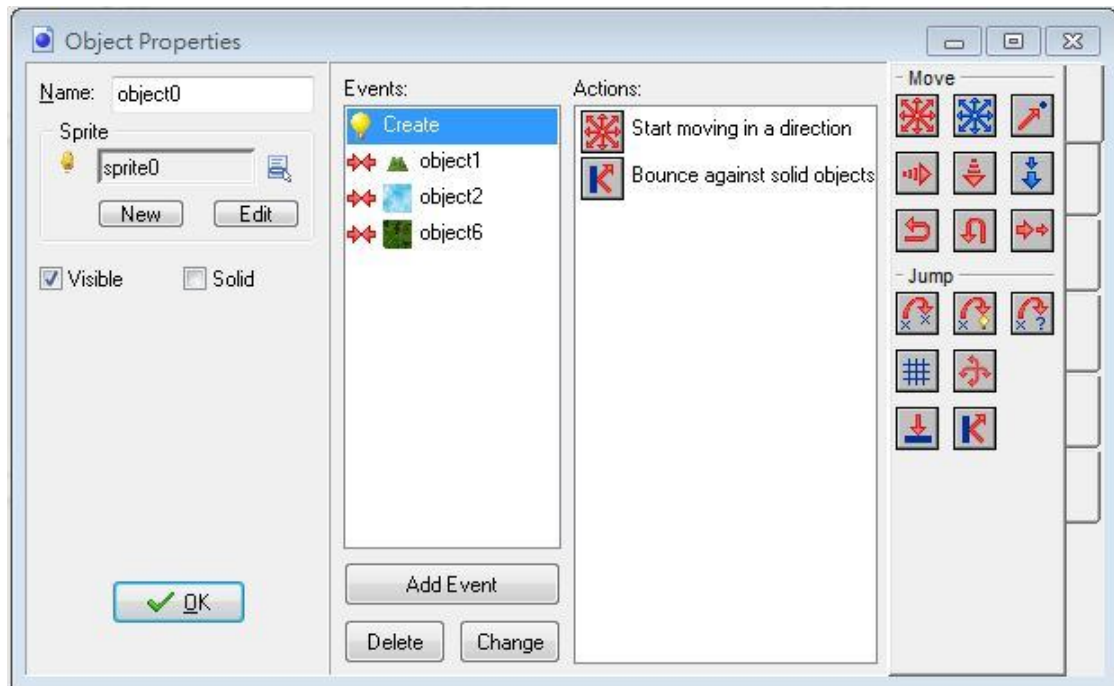 Object Properties
Name: object0
Sprite
sprite0
New Edit
Visible Solid
OK
Events:
Create
object1
object2
object6
Add Event
Delete Change
Actions:
Start moving in a direction
Bounce against solid objects
Move
Jump